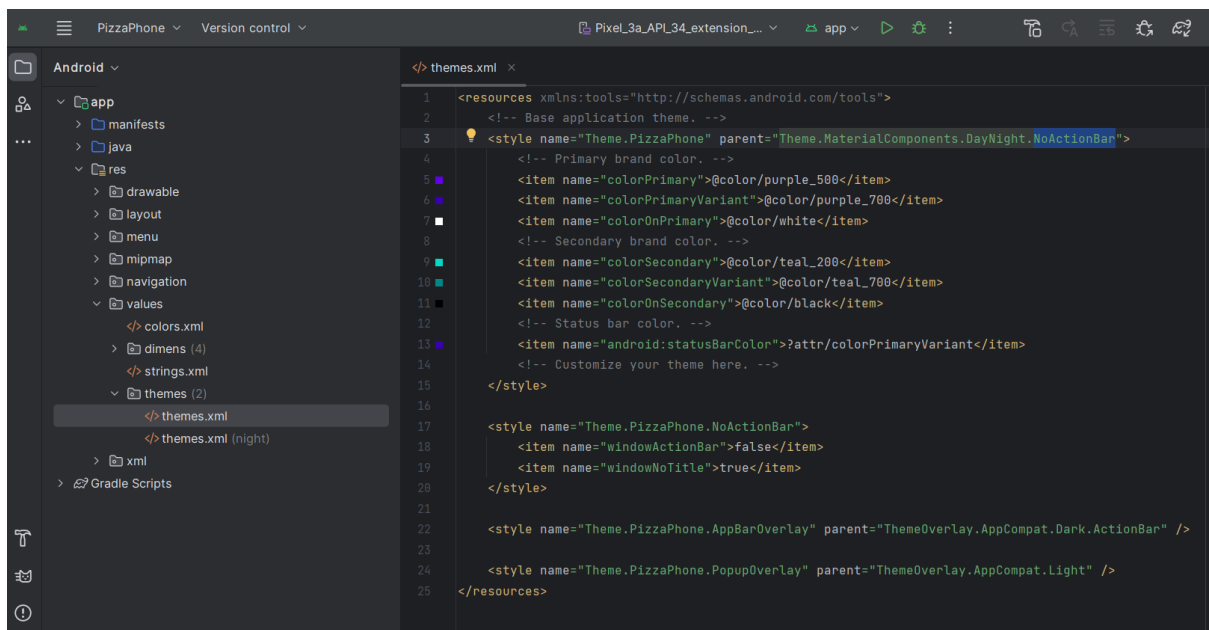 PizzaPhone Version control Pixel_3a_API_34_extension_... app
Android
app
manifests
java
res
drawable
layout
menu
mipmap
navigation
values
colors.xml
dimens (4)
strings.xml
themes (2)
themes.xml
themes.xml (night)
xml
Gradle Scripts
themes.xml
1 <resources xmlns:tools="http://schemas.android.com/tools">
2 <!-- Base application theme. -->
3 <style name="Theme.PizzaPhone" parent="Theme.MaterialComponents.DayNight.NoActionBar">
4 <!-- Primary brand color. -->
5 <item name="colorPrimary">@color/purple_500</item>
6 <item name="colorPrimaryVariant">@color/purple_700</item>
7 <item name="colorOnPrimary">@color/white</item>
8 <!-- Secondary brand color. -->
9 <item name="colorSecondary">@color/teal_200</item>
10 <item name="colorSecondaryVariant">@color/teal_700</item>
11 <item name="colorOnSecondary">@color/black</item>
12 <!-- Status bar color. -->
13 <item name="android:statusBarColor">?attr/colorPrimaryVariant</item>
14 <!-- Customize your theme here. -->
15 </style>
16
17 <style name="Theme.PizzaPhone.NoActionBar">
18 <item name="windowActionBar">false</item>
19 <item name="windowNoTitle">true</item>
20 </style>
21
22 <style name="Theme.PizzaPhone.AppBarOverlay" parent="ThemeOverlay.AppCompat.Dark.ActionBar" />
23
24 <style name="Theme.PizzaPhone.PopupOverlay" parent="ThemeOverlay.AppCompat.Light" />
25 </resources>